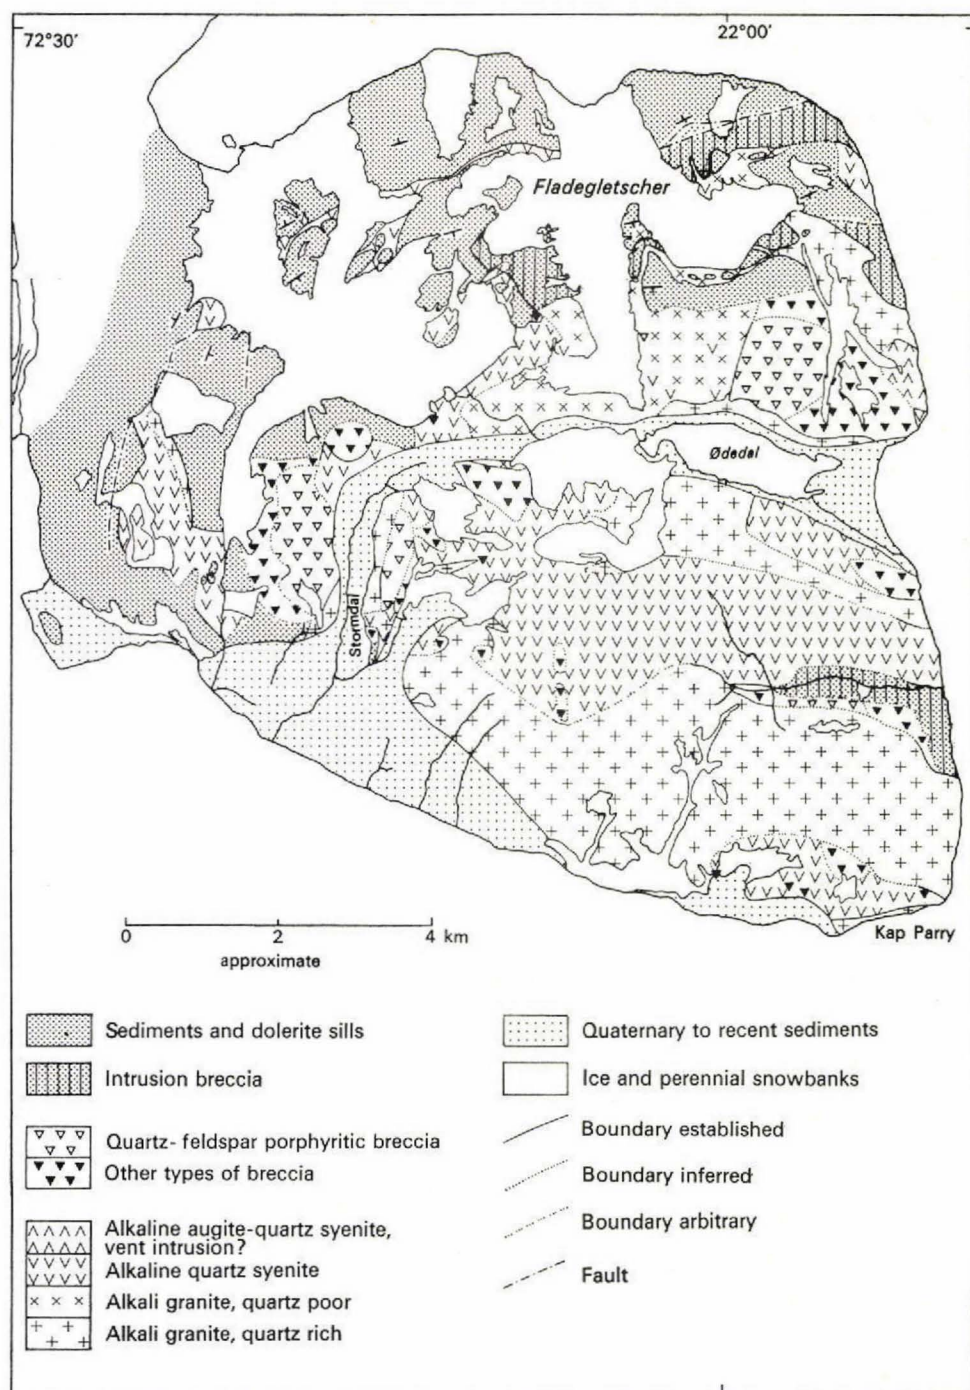 72°30′
22°00′
Fladegletscher
Ødedal
Stormdal
Kap Parry
0 2 4 km
approximate
Sediments and dolerite sills
Intrusion breccia
Quartz-feldspar porphyritic breccia
Other types of breccia
Alkaline augite-quartz syenite,
vent intrusion?
Alkaline quartz syenite
Alkali granite, quartz poor
Alkali granite, quartz rich
Quaternary to recent sediments
Ice and perennial snowbanks
Boundary established
Boundary inferred
Boundary arbitrary
Fault